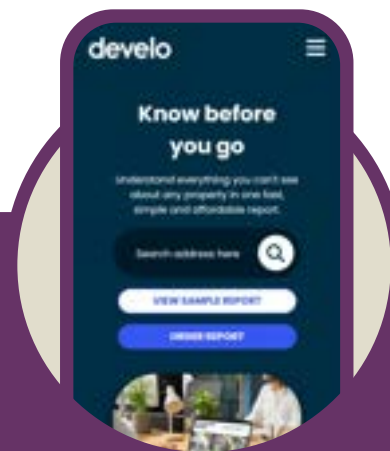 develo
Know before
you go
Understand everything you can't see
about any property in one fast,
simple and affordable report.
Search address here
VIEW SAMPLE REPORT
ORDER REPORT